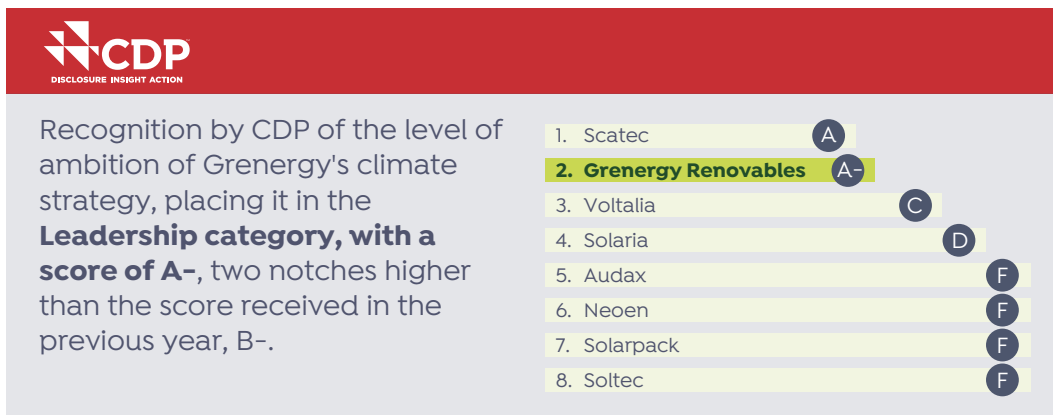 CDP
DISCLOSURE INSIGHT ACTION
Recognition by CDP of the level of
ambition of Grenergy's climate
strategy, placing it in the
Leadership category, with a
score of A-, two notches higher
than the score received in the
previous year, B-.
1. Scatec A
2. Grenergy Renovables A-
3. Voltalia C
4. Solaria D
5. Audax F
6. Neoen F
7. Solarpack F
8. Soltec F